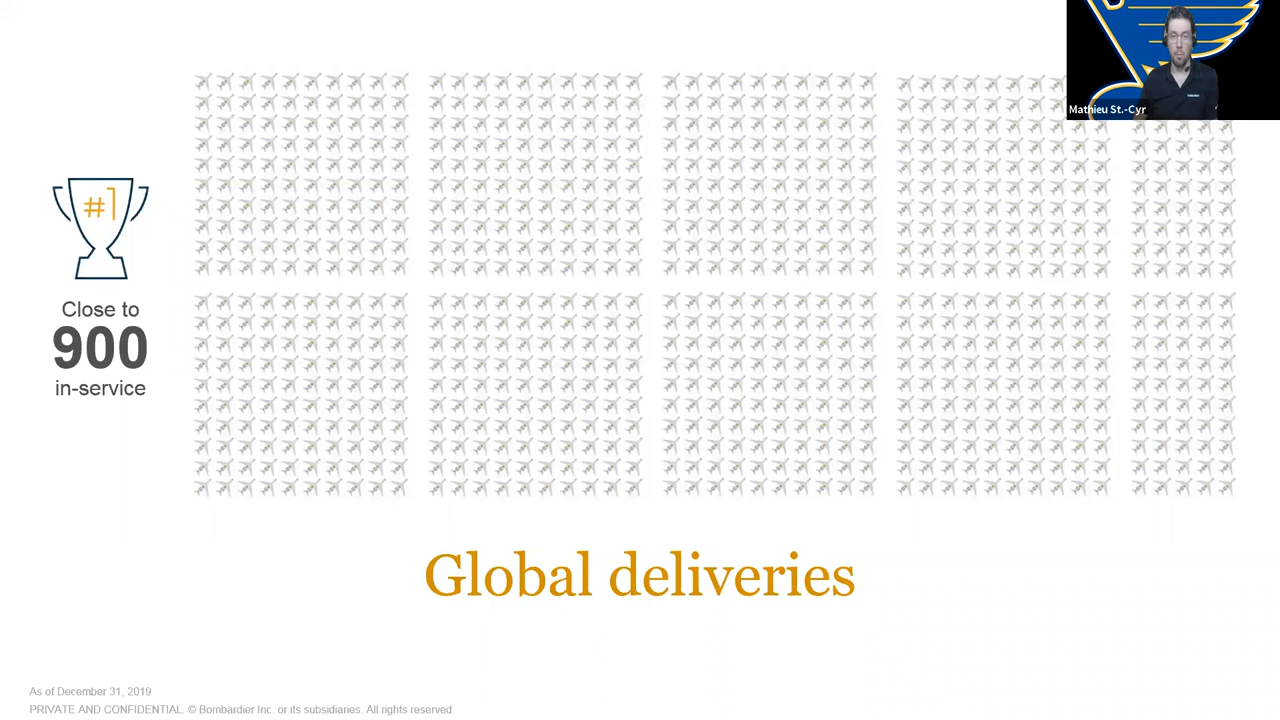 Mathieu St.-Cyr
#1
Close to
900
in-service
Global deliveries
As of December 31, 2019
PRIVATE AND CONFIDENTIAL. © Bombardier Inc. or its subsidiaries. All rights reserved.